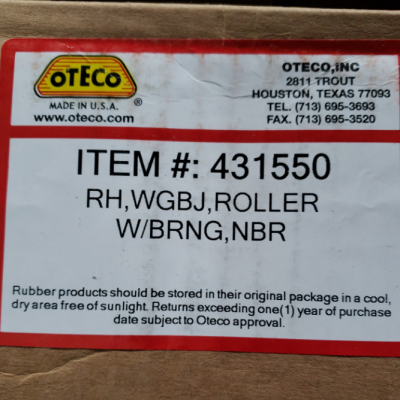 OTECO
MADE IN U.S.A. ®
www.oteco.com
OTECO,INC
2811 TROUT
HOUSTON, TEXAS 77093
TEL. (713) 695-3693
FAX. (713) 695-3520
ITEM #: 431550
RH,WGBJ,ROLLER
W/BRNG,NBR
Rubber products should be stored in their original package in a cool,
dry area free of sunlight. Returns exceeding one(1) year of purchase
date subject to Oteco approval.